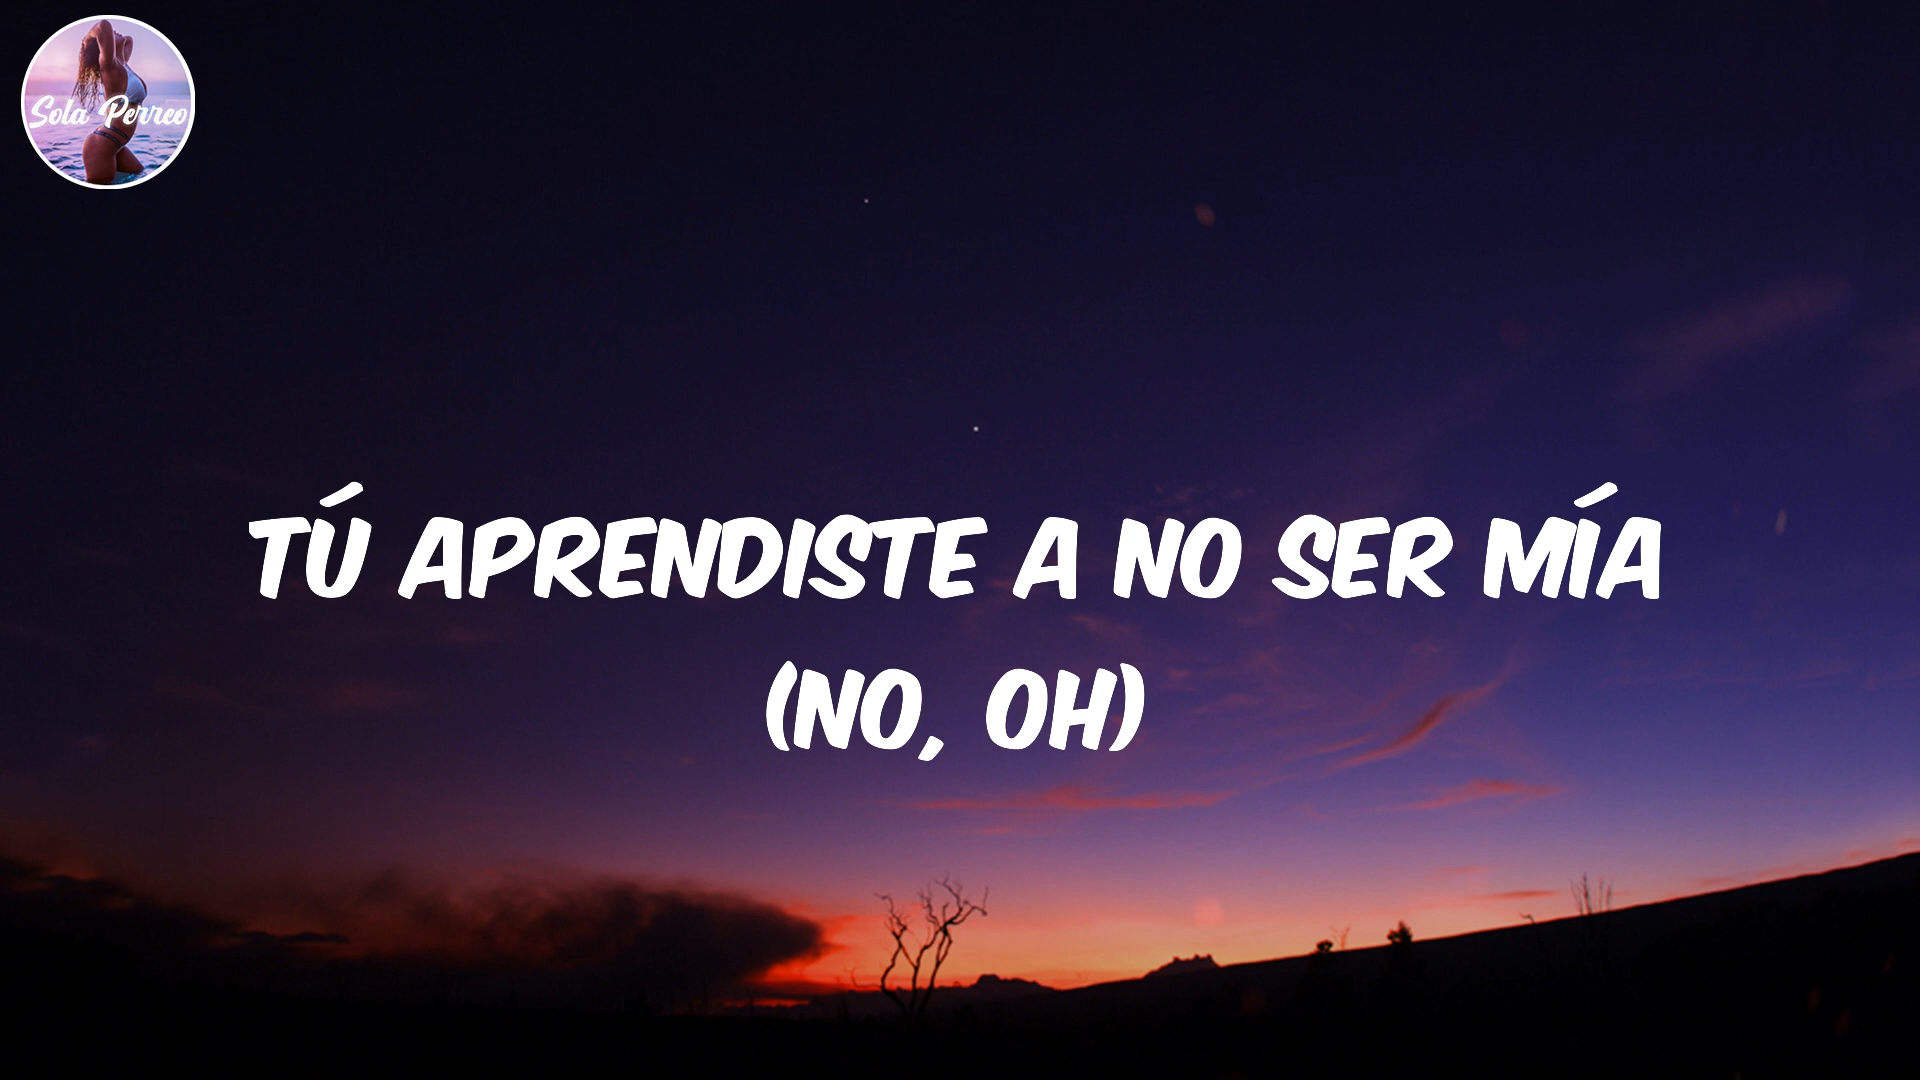 Sola Perreo
TÚ APRENDISTE A NO SER MÍA
(NO, OH)